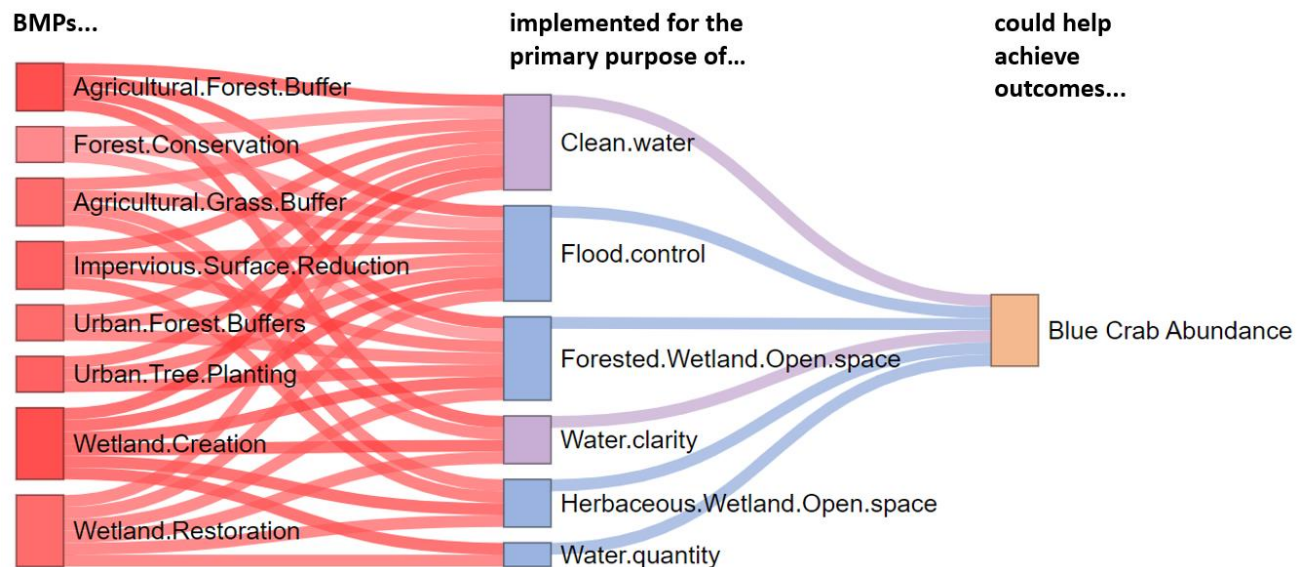 BMPs...
implemented for the
primary purpose of...
could help
achieve
outcomes...
Agricultural.Forest.Buffer
Forest.Conservation
Agricultural.Grass.Buffer
Impervious.Surface.Reduction
Urban.Forest.Buffers
Urban.Tree.Planting
Wetland.Creation
Wetland.Restoration
Clean.water
Flood.control
Forested.Wetland.Open.space
Water.clarity
Herbaceous.Wetland.Open.space
Water.quantity
Blue Crab Abundance